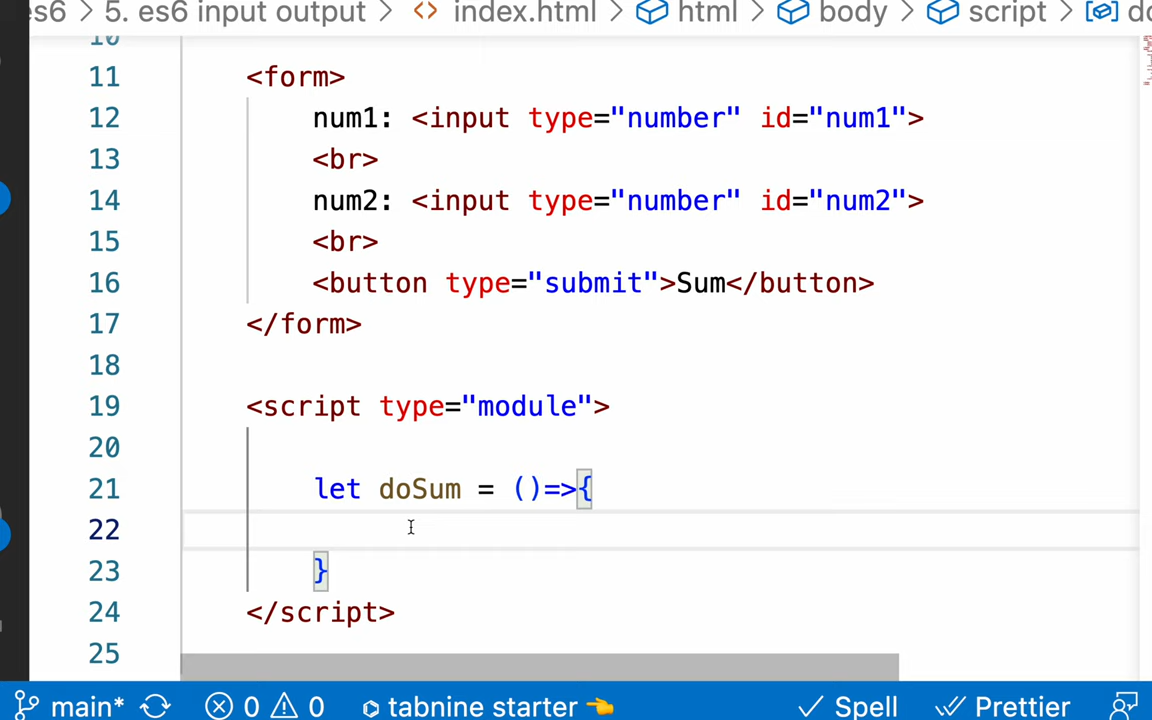 es6 > 5. es6 input output > <> index.html > html > body > script >
10
11 <form>
12 num1: <input type="number" id="num1">
13 <br>
14 num2: <input type="number" id="num2">
15 <br>
16 <button type="submit">Sum</button>
17 </form>
18
19 <script type="module">
20
21 let doSum = ()=>{
22
23 }
24 </script>
25
main* 0 0 tabnine starter 👈 Spell Prettier